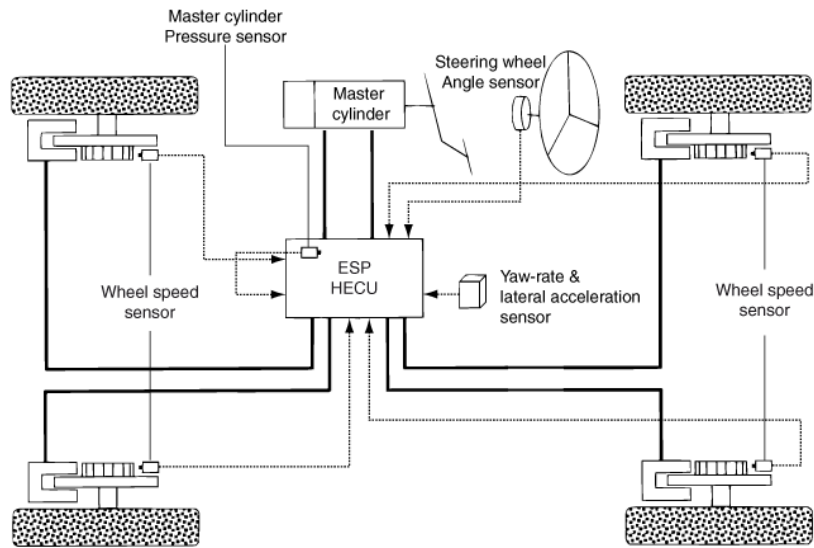 Master cylinder
Pressure sensor
Steering wheel
Angle sensor
Master
cylinder
ESP
HECU
Yaw-rate &
lateral acceleration
sensor
Wheel speed
sensor
Wheel speed
sensor